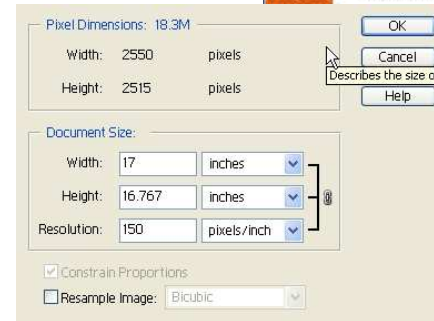 Pixel Dimensions: 18.3M
OK
Width: 2550 pixels
Cancel
Describes the size o
Height: 2515 pixels
Help
Document Size:
Width: 17 inches
Height: 16.767 inches
Resolution: 150 pixels/inch
Constrain Proportions
Resample Image: Bicubic